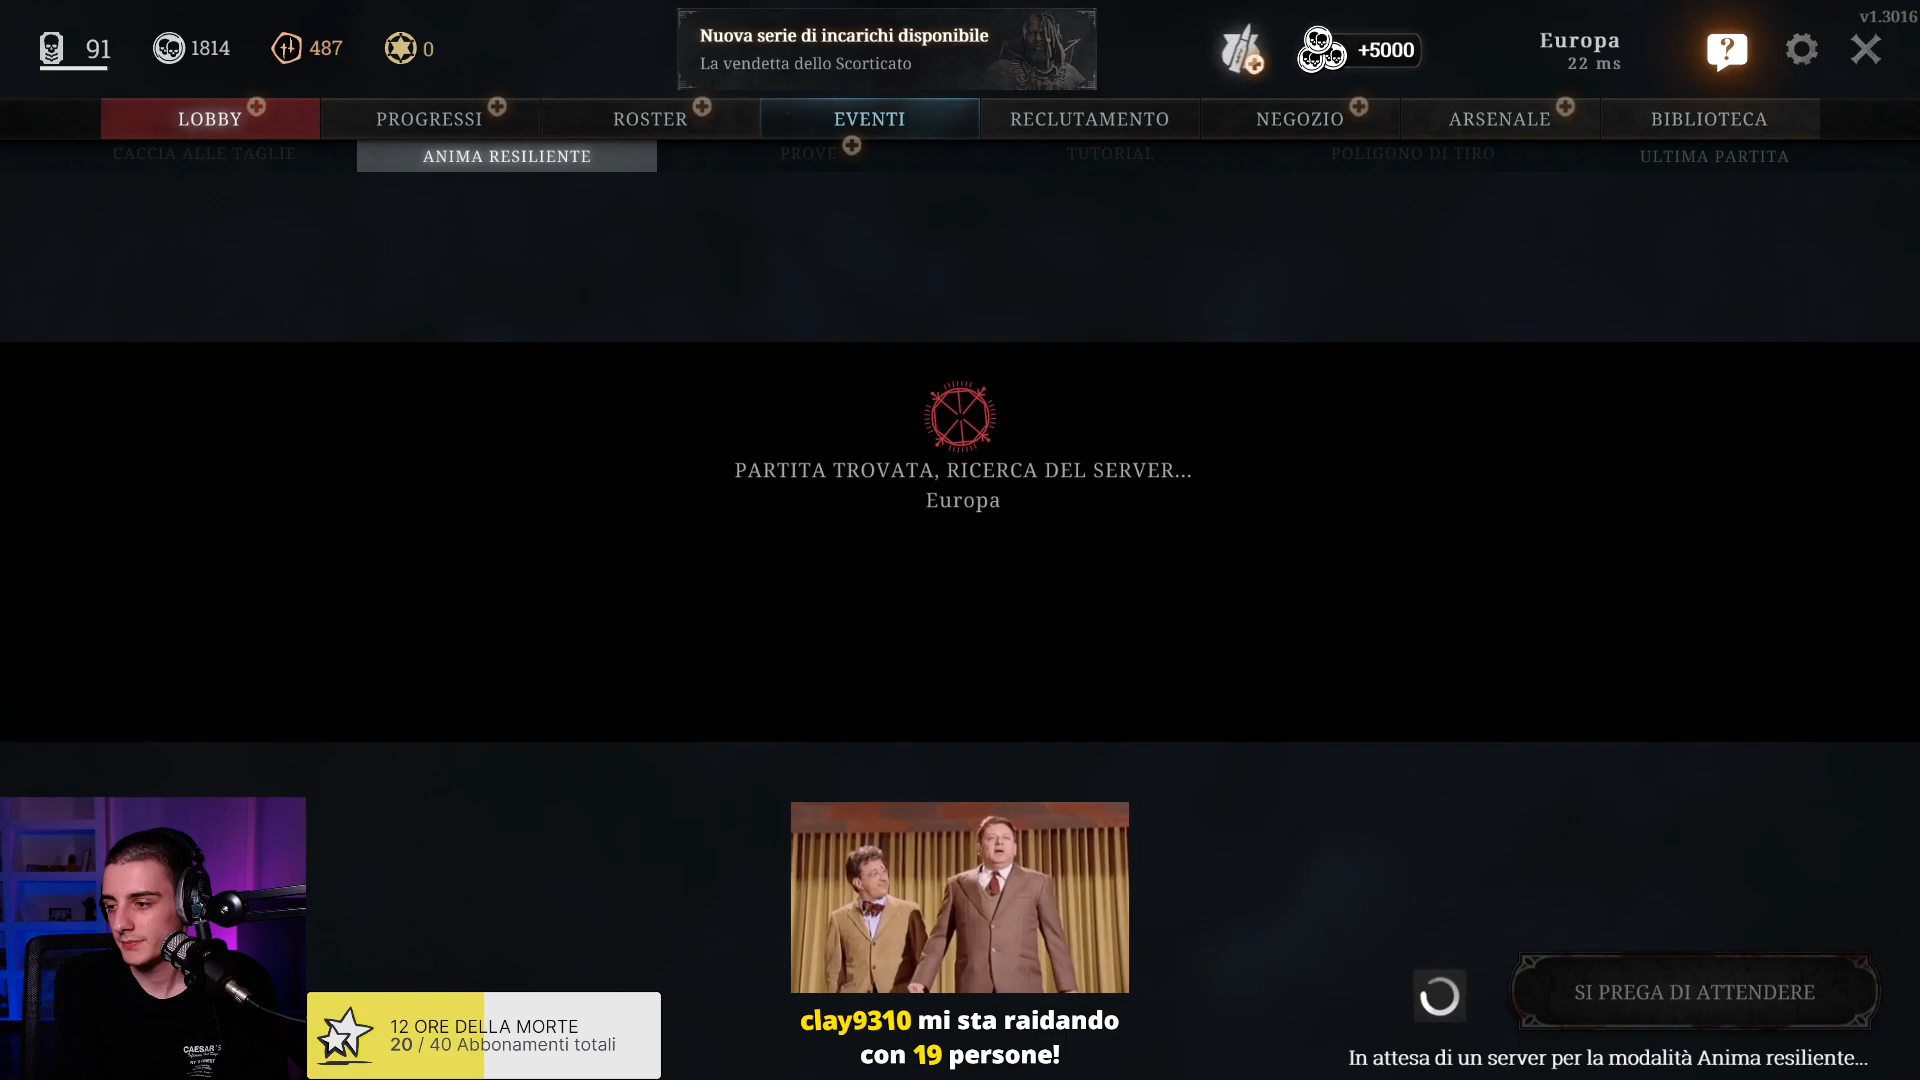 91
1814
487
0
Nuova serie di incarichi disponibile
La vendetta dello Scorticato
+5000
Europa
22 ms
v1.3016
LOBBY
PROGRESSI
ROSTER
EVENTI
RECLUTAMENTO
NEGOZIO
ARSENALE
BIBLIOTECA
CACCIA ALLE TAGLIE
ANIMA RESILIENTE
PROVE
TUTORIAL
POLIGONO DI TIRO
ULTIMA PARTITA
PARTITA TROVATA, RICERCA DEL SERVER...
Europa
CAESAR'S
12 ORE DELLA MORTE
20 / 40 Abbonamenti totali
clay9310 mi sta raidando
con 19 persone!
SI PREGA DI ATTENDERE
In attesa di un server per la modalità Anima resiliente...